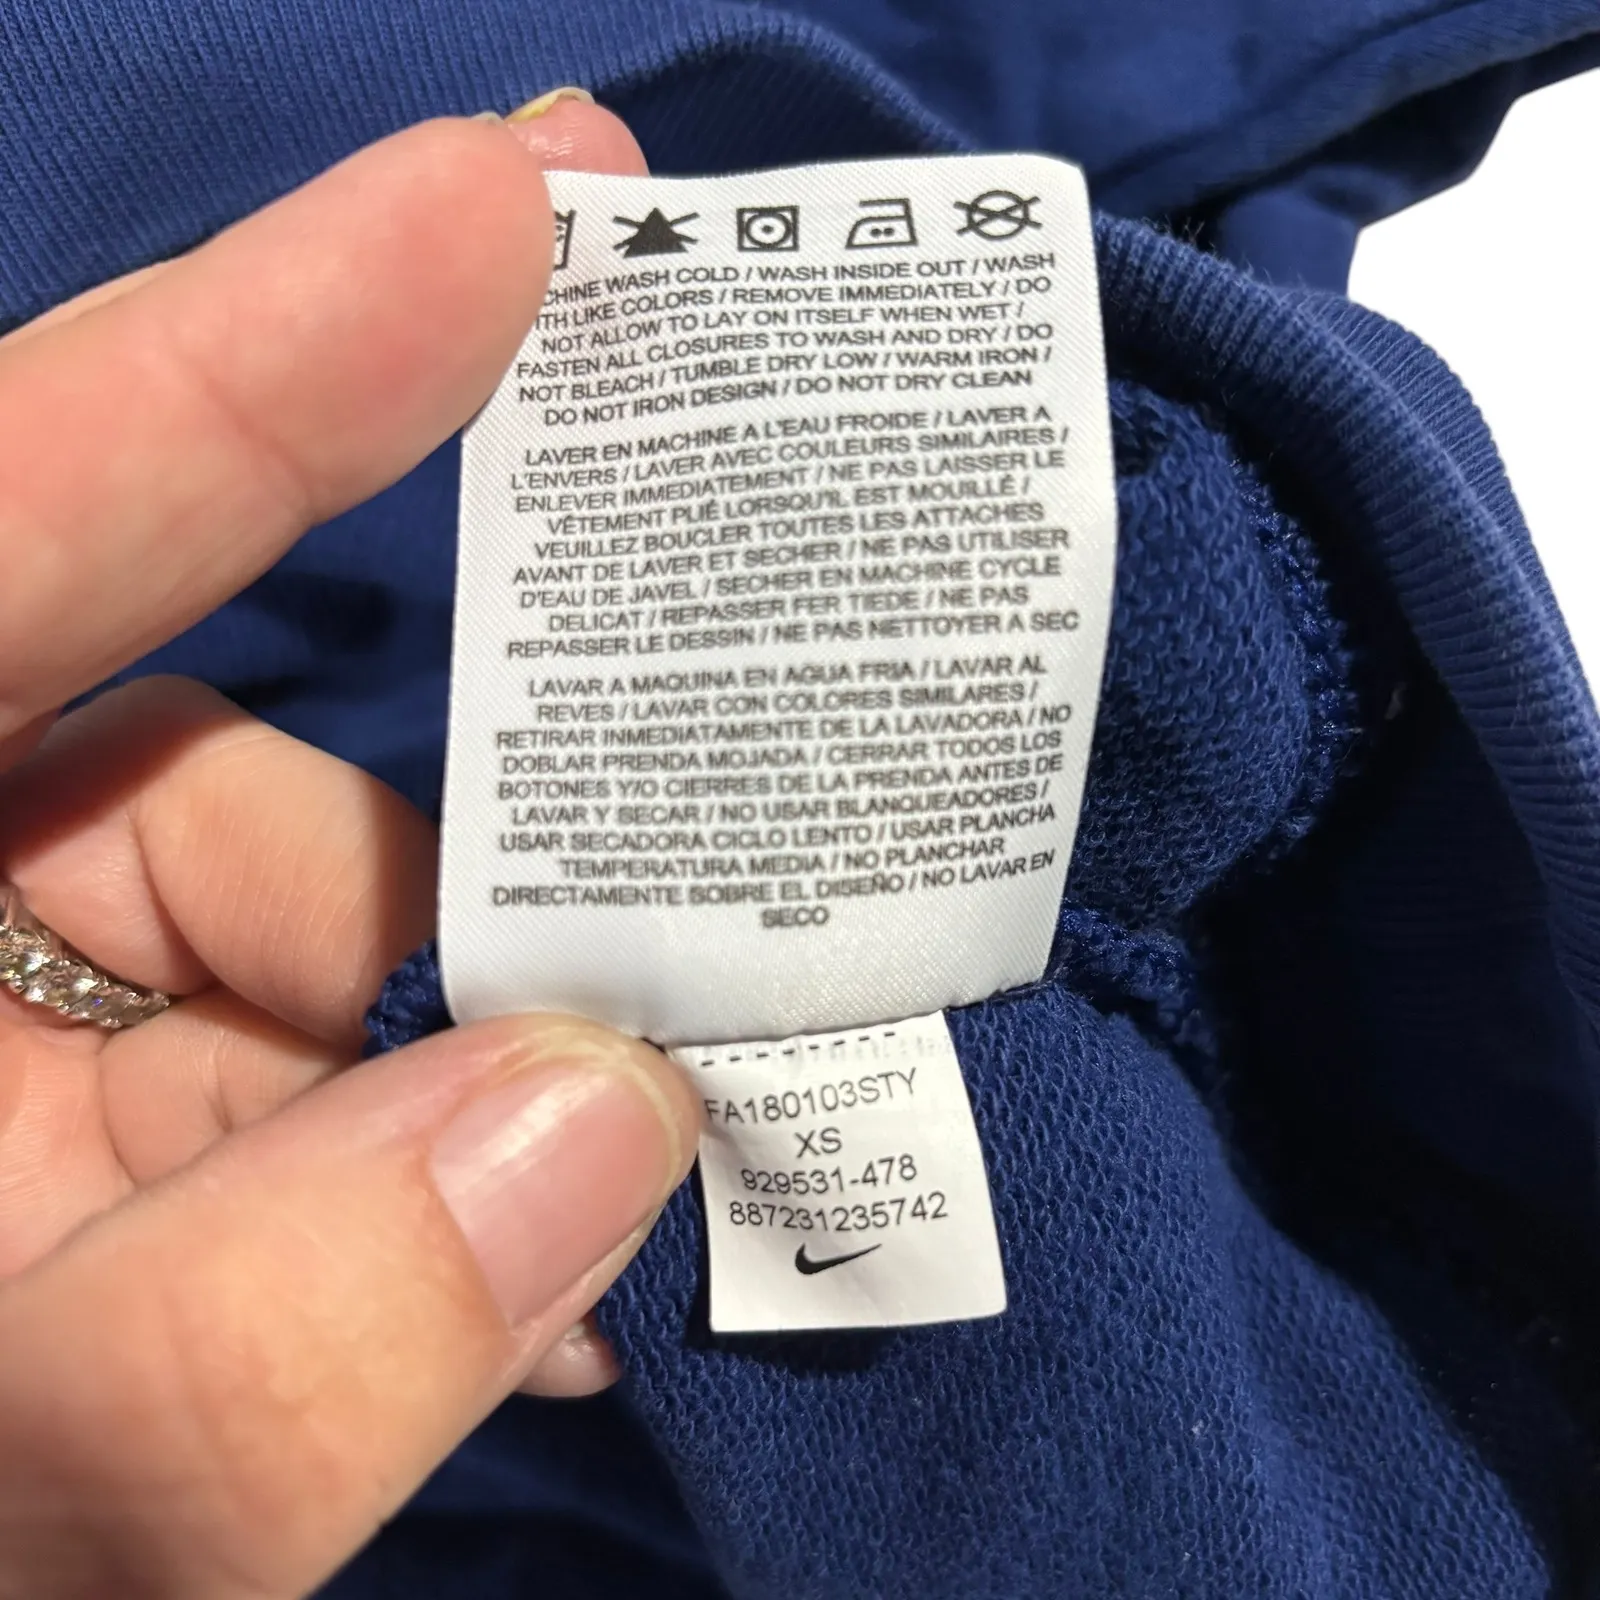 CHINE WASH COLD / WASH INSIDE OUT / WASH
ITH LIKE COLORS / REMOVE IMMEDIATELY / DO
NOT ALLOW TO LAY ON ITSELF WHEN WET /
FASTEN ALL CLOSURES TO WASH AND DRY / DO
NOT BLEACH / TUMBLE DRY LOW / WARM IRON /
DO NOT IRON DESIGN / DO NOT DRY CLEAN
LAVER EN MACHINE A L'EAU FROIDE / LAVER A
L'ENVERS / LAVER AVEC COULEURS SIMILAIRES /
ENLEVER IMMEDIATEMENT / NE PAS LAISSER LE
VÊTEMENT PLIÉ LORSQU'IL EST MOUILLÉ /
VEUILLEZ BOUCLER TOUTES LES ATTACHES
AVANT DE LAVER ET SECHER / NE PAS UTILISER
D'EAU DE JAVEL / SECHER EN MACHINE CYCLE
DELICAT / REPASSER FER TIEDE / NE PAS
REPASSER LE DESSIN / NE PAS NETTOYER A SEC
LAVAR A MAQUINA EN AGUA FRIA / LAVAR AL
REVES / LAVAR CON COLORES SIMILARES /
RETIRAR INMEDIATAMENTE DE LA LAVADORA / NO
DOBLAR PRENDA MOJADA / CERRAR TODOS LOS
BOTONES Y/O CIERRES DE LA PRENDA ANTES DE
LAVAR Y SECAR / NO USAR BLANQUEADORES /
USAR SECADORA CICLO LENTO / USAR PLANCHA
TEMPERATURA MEDIA / NO PLANCHAR
DIRECTAMENTE SOBRE EL DISEÑO / NO LAVAR EN
SECO
FA180103STY
XS
929531-478
887231235742